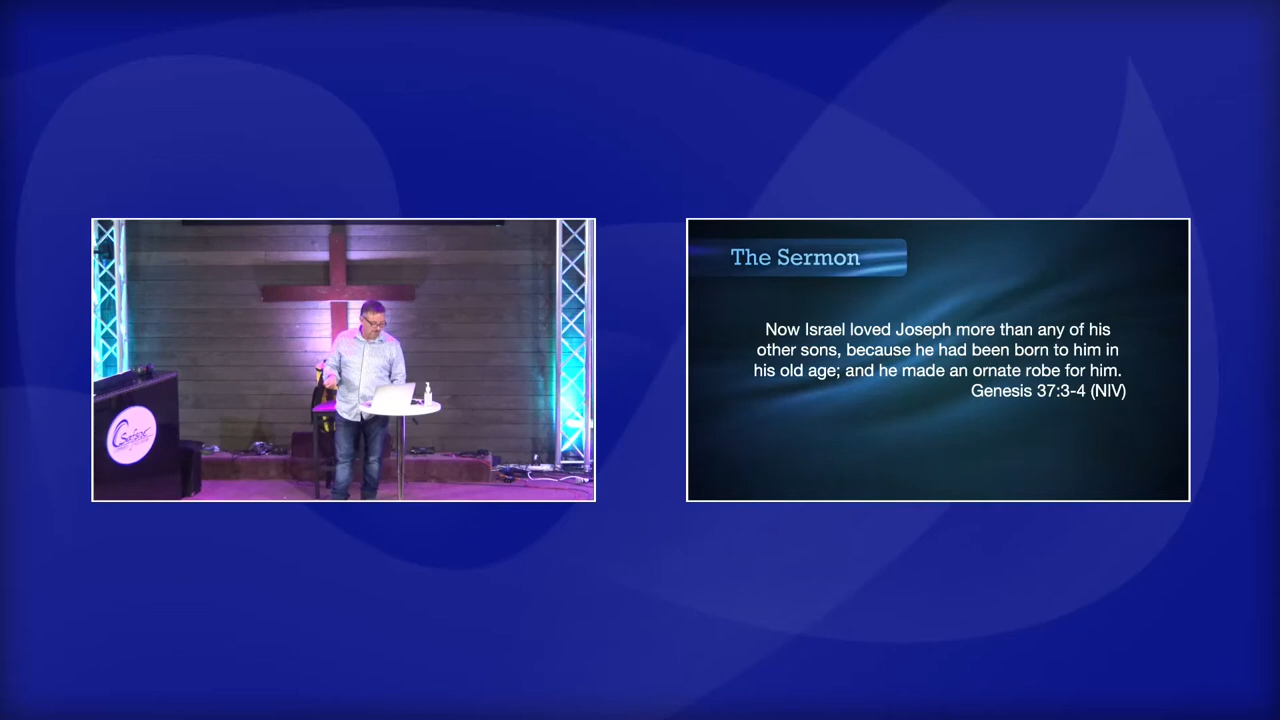 The Sermon
Now Israel loved Joseph more than any of his
other sons, because he had been born to him in
his old age; and he made an ornate robe for him.
Genesis 37:3-4 (NIV)